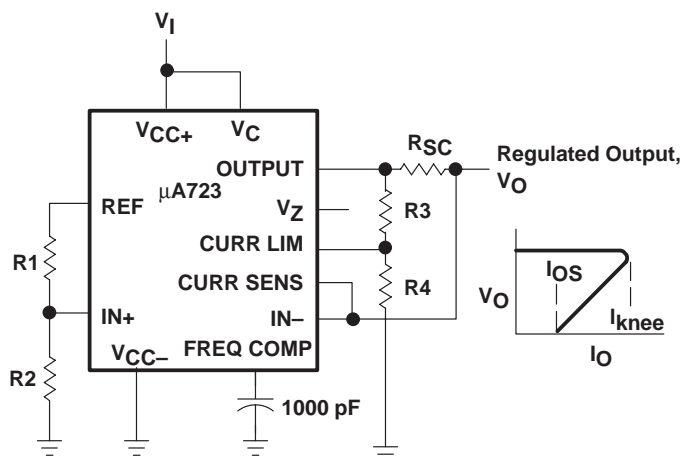 VI
VCC+
VC
RSC
OUTPUT
Regulated Output,
VO
μA723
REF
VZ
R3
R1
CURR LIM
IOS
CURR SENS
R4
VO
IN+
IN−
Iknee
VCC−
FREQ COMP
IO
R2
1000 pF